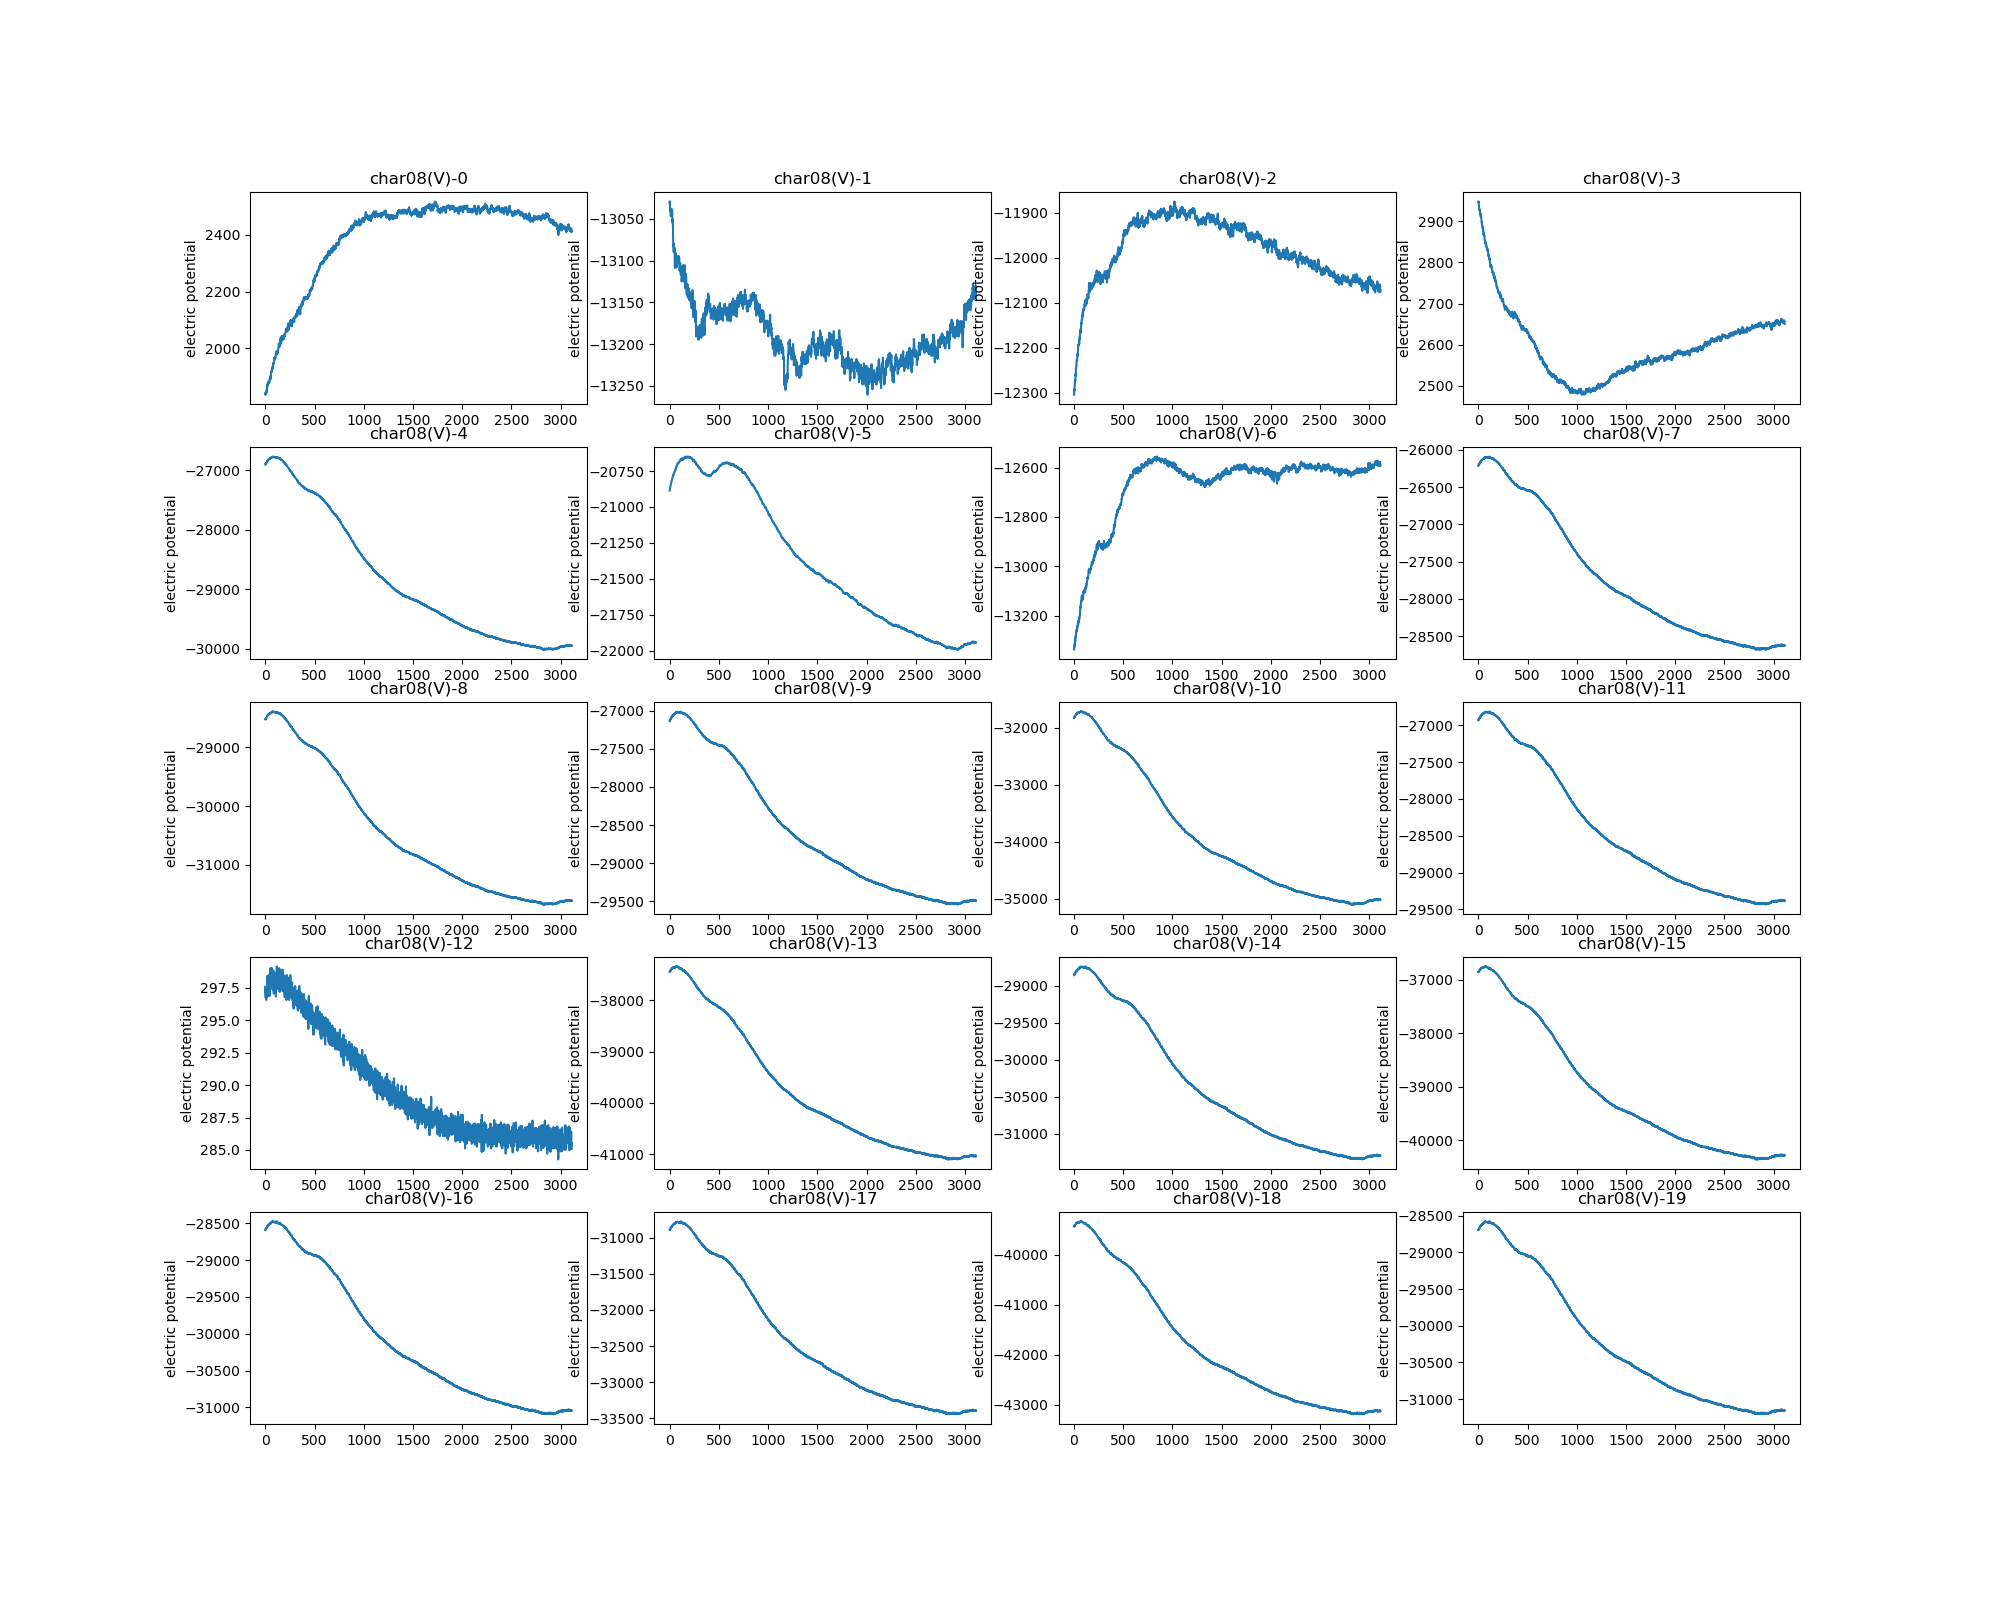 char08(V)-0 char08(V)-1 char08(V)-2 char08(V)-3
electric potential electric potential electric potential electric potential
2400 2200 2000
−13050 −13100 −13150 −13200 −13250
−11900 −12000 −12100 −12200 −12300
2900 2800 2700 2600 2500
0 500 1000 1500 2000 2500 3000 0 500 1000 1500 2000 2500 3000 0 500 1000 1500 2000 2500 3000 0 500 1000 1500 2000 2500 3000
char08(V)-4 char08(V)-5 char08(V)-6 char08(V)-7
electric potential electric potential electric potential electric potential
−27000 −28000 −29000 −30000
−20750 −21000 −21250 −21500 −21750 −22000
−12600 −12800 −13000 −13200
−26000 −26500 −27000 −27500 −28000 −28500
0 500 1000 1500 2000 2500 3000 0 500 1000 1500 2000 2500 3000 0 500 1000 1500 2000 2500 3000 0 500 1000 1500 2000 2500 3000
char08(V)-8 char08(V)-9 char08(V)-10 char08(V)-11
electric potential electric potential electric potential electric potential
−29000 −30000 −31000
−27000 −27500 −28000 −28500 −29000 −29500
−32000 −33000 −34000 −35000
−27000 −27500 −28000 −28500 −29000 −29500
0 500 1000 1500 2000 2500 3000 0 500 1000 1500 2000 2500 3000 0 500 1000 1500 2000 2500 3000 0 500 1000 1500 2000 2500 3000
char08(V)-12 char08(V)-13 char08(V)-14 char08(V)-15
electric potential electric potential electric potential electric potential
297.5 295.0 292.5 290.0 287.5 285.0
−38000 −39000 −40000 −41000
−29000 −29500 −30000 −30500 −31000
−37000 −38000 −39000 −40000
0 500 1000 1500 2000 2500 3000 0 500 1000 1500 2000 2500 3000 0 500 1000 1500 2000 2500 3000 0 500 1000 1500 2000 2500 3000
char08(V)-16 char08(V)-17 char08(V)-18 char08(V)-19
electric potential electric potential electric potential electric potential
−28500 −29000 −29500 −30000 −30500 −31000
−31000 −31500 −32000 −32500 −33000 −33500
−40000 −41000 −42000 −43000
−28500 −29000 −29500 −30000 −30500 −31000
0 500 1000 1500 2000 2500 3000 0 500 1000 1500 2000 2500 3000 0 500 1000 1500 2000 2500 3000 0 500 1000 1500 2000 2500 3000